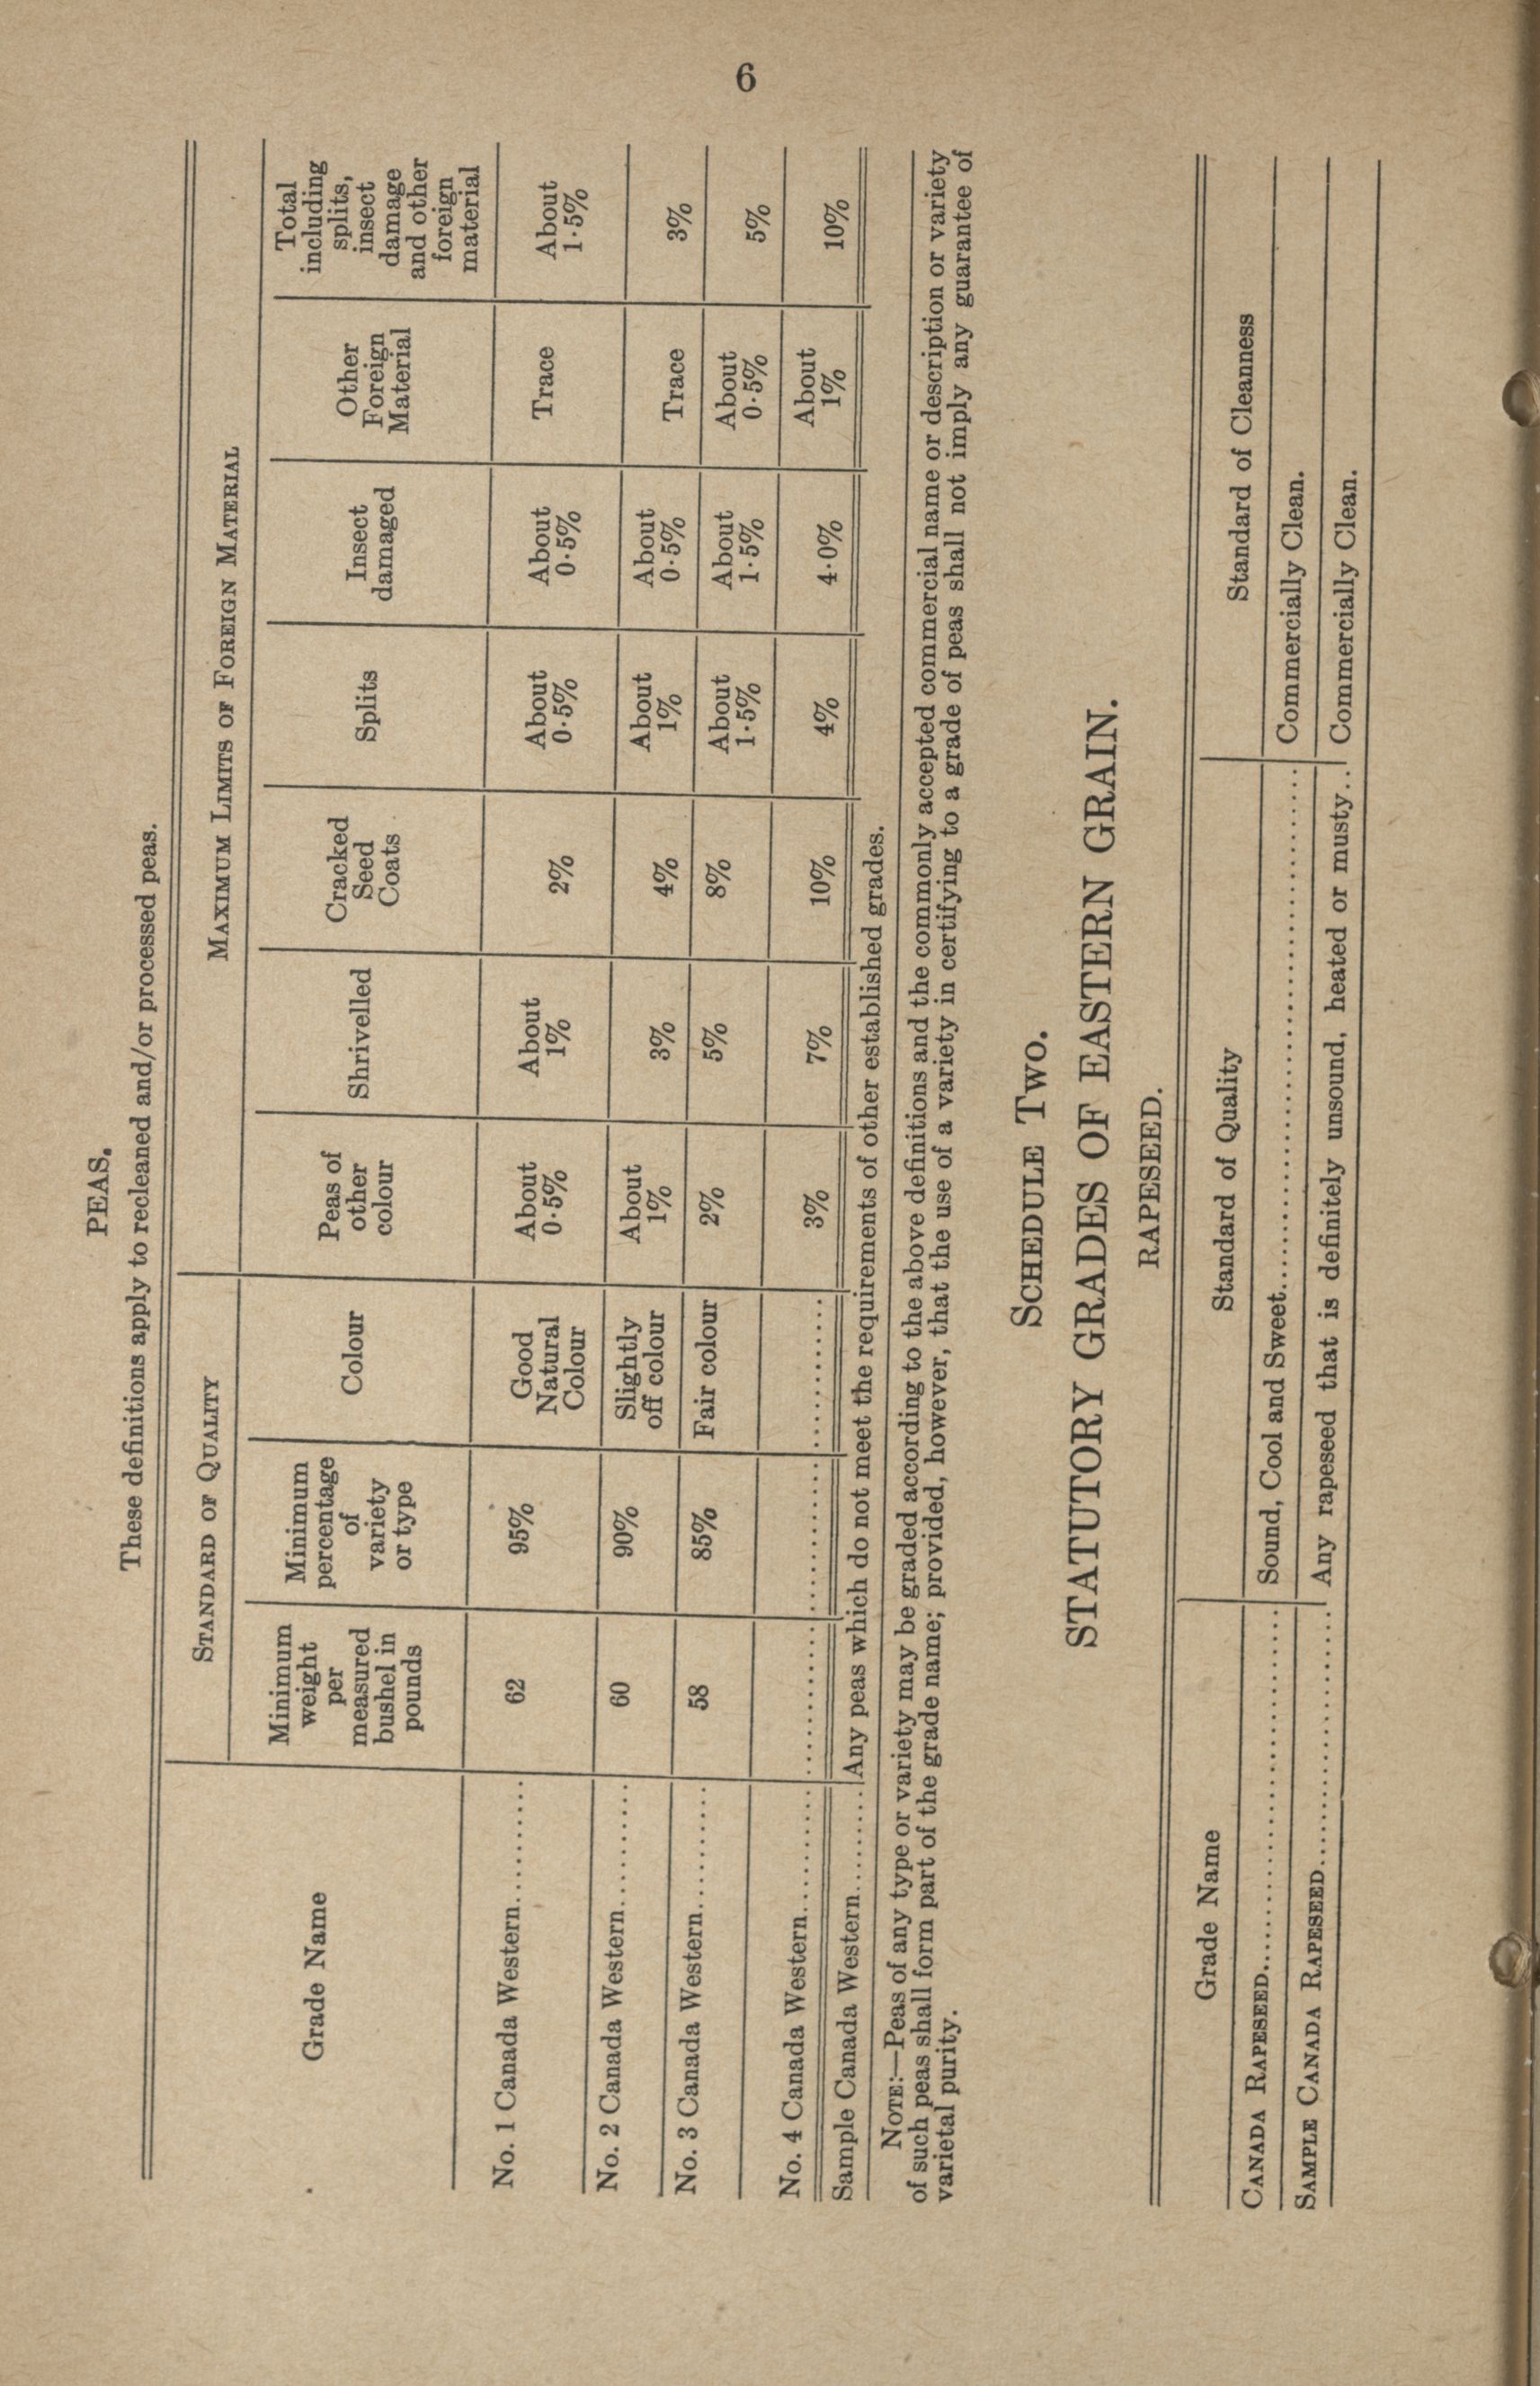 6
PEAS.
These definitions apply to recleaned and/or processed peas.
STANDARD OF QUALITY
MAXIMUM LIMITS OF FOREIGN MATERIAL
Grade Name
Minimum
weight
per
measured
bushel in
pounds
Minimum
percentage
of
variety
or type
Colour
Peas of
other
colour
Shrivelled
Cracked
Seed
Coats
Splits
Insect
damaged
Other
Foreign
Material
Total
including
splits,
insect
damage
and other
foreign
material
No. 1 Canada Western..........
62
95%
Good
Natural
Colour
About
0·5%
About
1%
2%
About
0·5%
About
0·5%
Trace
About
1·5%
No. 2 Canada Western..........
60
90%
Slightly
off colour
About
1%
3%
4%
About
1%
About
0·5%
Trace
3%
No. 3 Canada Western..........
58
85%
Fair colour
2%
5%
8%
About
1·5%
About
1·5%
About
0·5%
5%
No. 4 Canada Western..........
3%
7%
10%
4%
4·0%
About
1%
10%
Sample Canada Western.........Any peas which do not meet the requirements of other established grades.
NOTE:—Peas of any type or variety may be graded according to the above definitions and the commonly accepted commercial name or description or variety
of such peas shall form part of the grade name; provided, however, that the use of a variety in certifying to a grade of peas shall not imply any guarantee of
varietal purity.
SCHEDULE TWO.
STATUTORY GRADES OF EASTERN GRAIN.
RAPESEED.
Grade Name Standard of Quality Standard of Cleanness
CANADA RAPESEED.......... Sound, Cool and Sweet.......... Commercially Clean.
SAMPLE CANADA RAPESEED.......... Any rapeseed that is definitely unsound, heated or musty.. Commercially Clean.